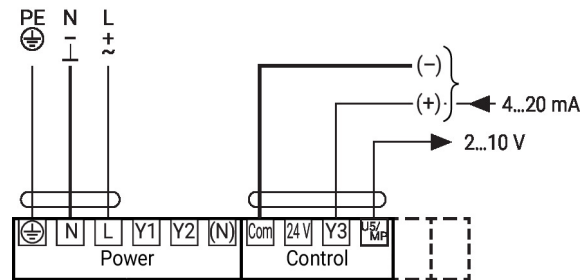 PE N L
– +
⊥ ~
(–)
(+) 4...20 mA
2...10 V
N L Y1 Y2 (N) Com 24 V Y3 U5/MP
Power Control